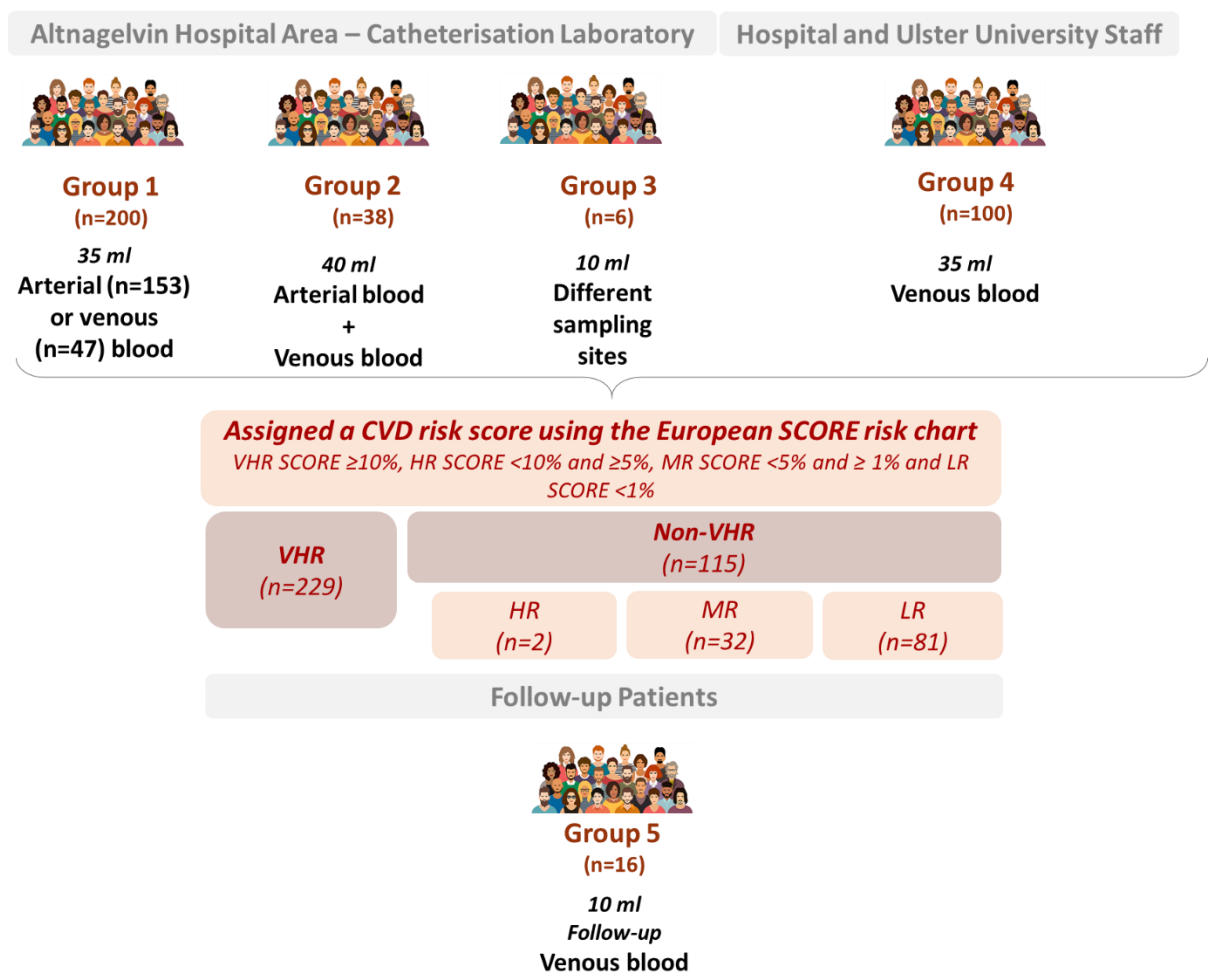 Altnagelvin Hospital Area – Catheterisation Laboratory
Hospital and Ulster University Staff
Group 1
(n=200)
35 ml
Arterial (n=153)
or venous
(n=47) blood
Group 2
(n=38)
40 ml
Arterial blood
+
Venous blood
Group 3
(n=6)
10 ml
Different
sampling
sites
Group 4
(n=100)
35 ml
Venous blood
Assigned a CVD risk score using the European SCORE risk chart
VHR SCORE ≥10%, HR SCORE <10% and ≥5%, MR SCORE <5% and ≥ 1% and LR
SCORE <1%
VHR
(n=229)
Non-VHR
(n=115)
HR
(n=2)
MR
(n=32)
LR
(n=81)
Follow-up Patients
Group 5
(n=16)
10 ml
Follow-up
Venous blood